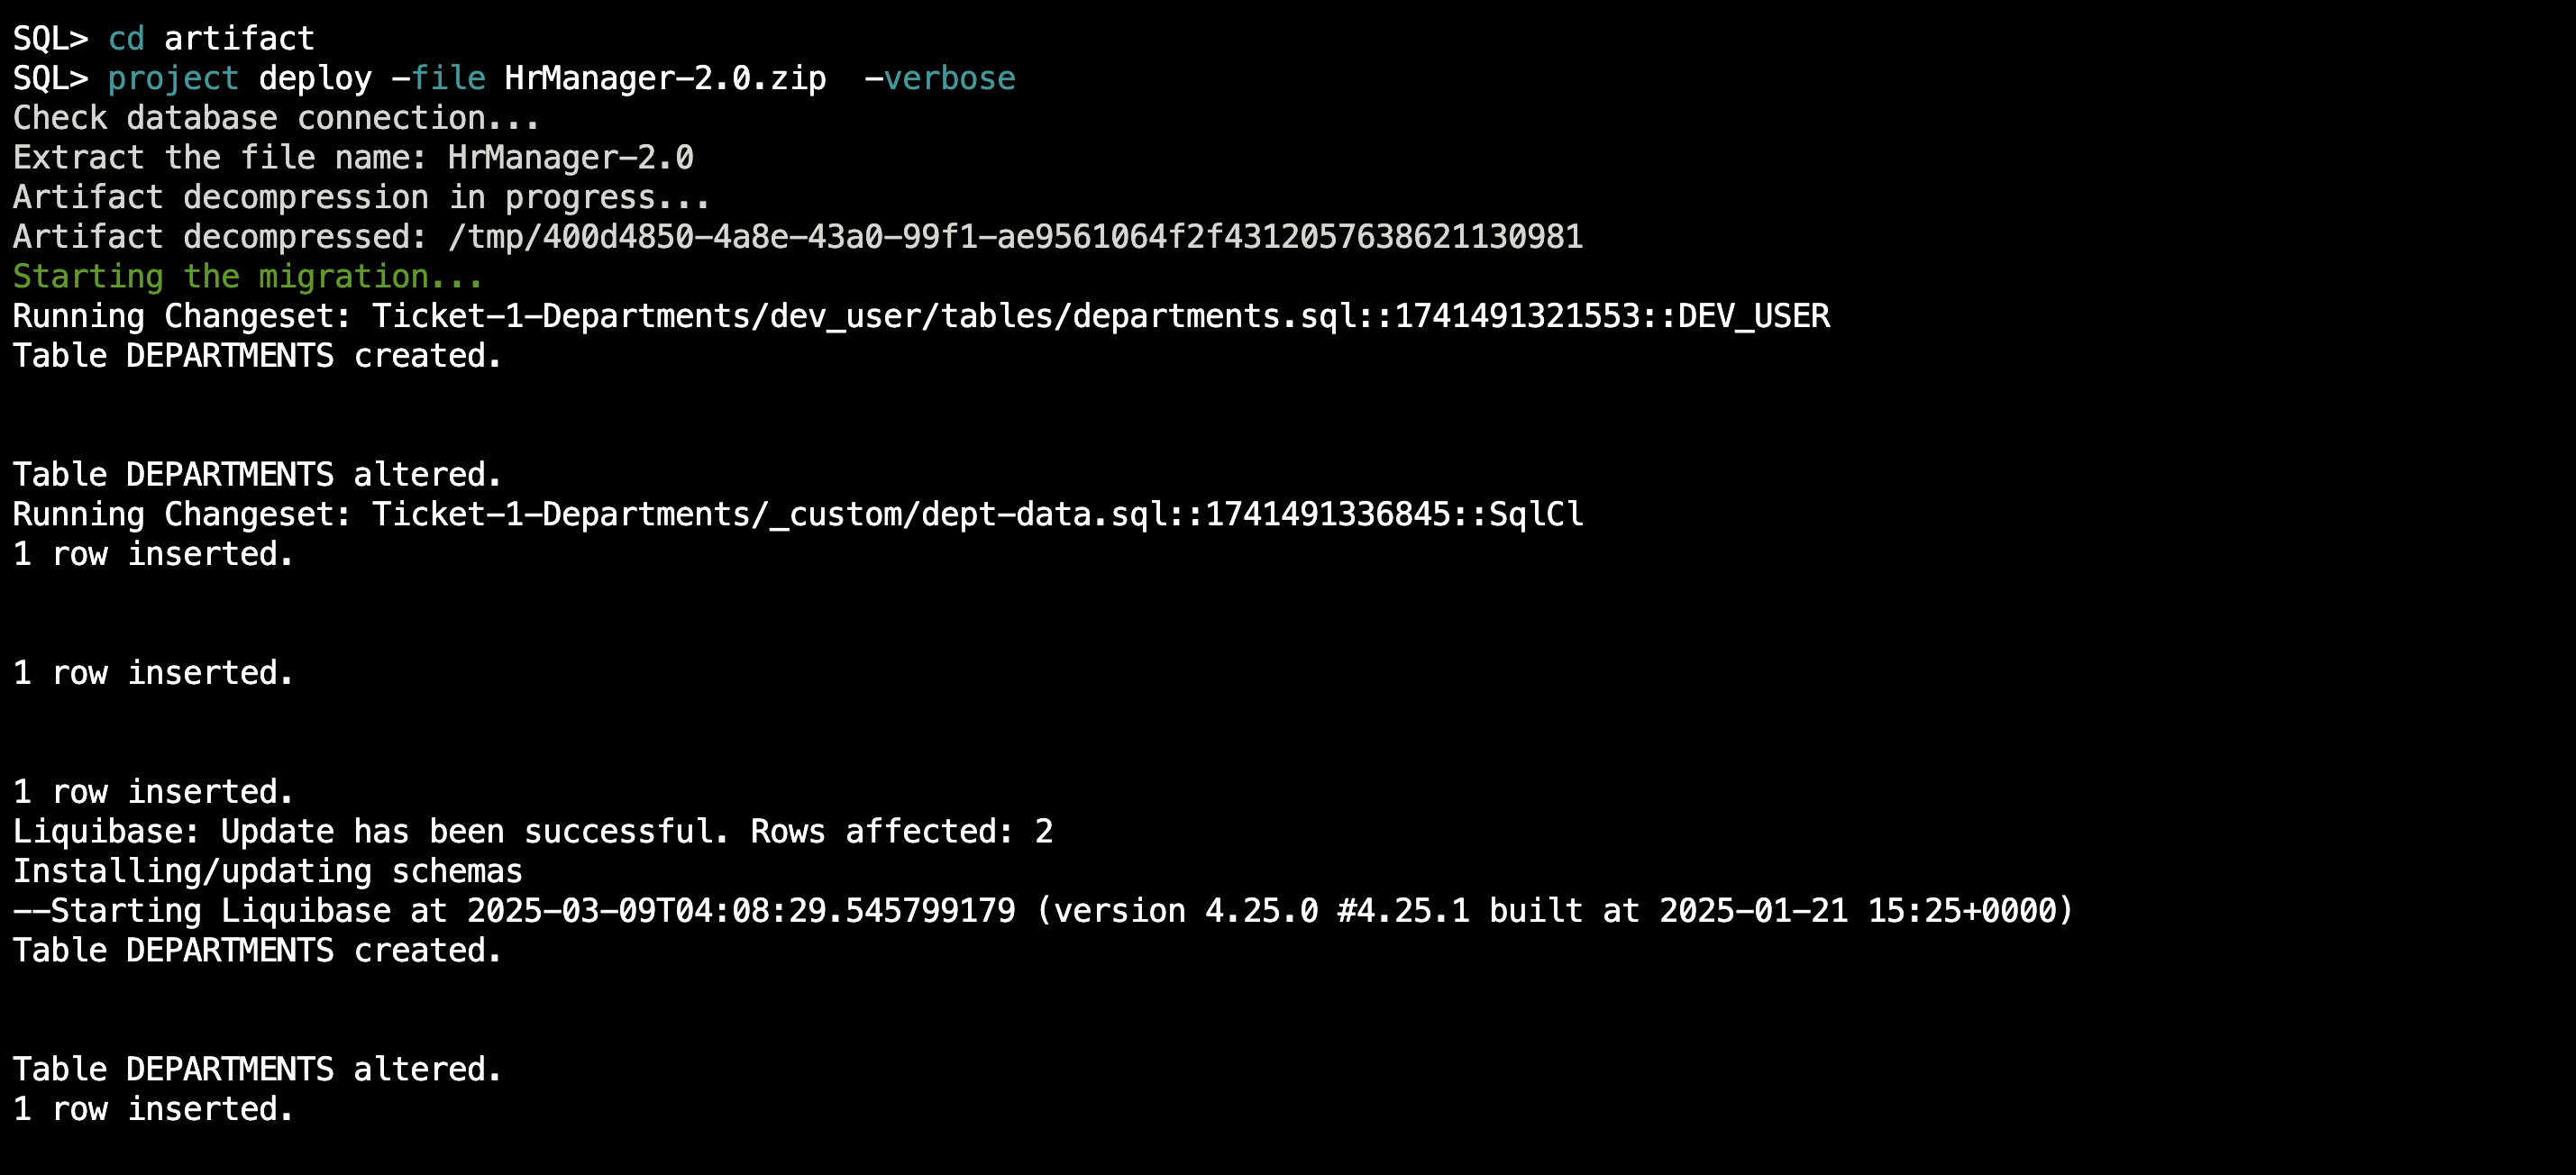 SQL> cd artifact
SQL> project deploy -file HrManager-2.0.zip  -verbose
Check database connection...
Extract the file name: HrManager-2.0
Artifact decompression in progress...
Artifact decompressed: /tmp/400d4850-4a8e-43a0-99f1-ae9561064f2f4312057638621130981
Starting the migration...
Running Changeset: Ticket-1-Departments/dev_user/tables/departments.sql::1741491321553::DEV_USER
Table DEPARTMENTS created.
Table DEPARTMENTS altered.
Running Changeset: Ticket-1-Departments/_custom/dept-data.sql::1741491336845::SqlCl
1 row inserted.
1 row inserted.
1 row inserted.
Liquibase: Update has been successful. Rows affected: 2
Installing/updating schemas
--Starting Liquibase at 2025-03-09T04:08:29.545799179 (version 4.25.0 #4.25.1 built at 2025-01-21 15:25+0000)
Table DEPARTMENTS created.
Table DEPARTMENTS altered.
1 row inserted.